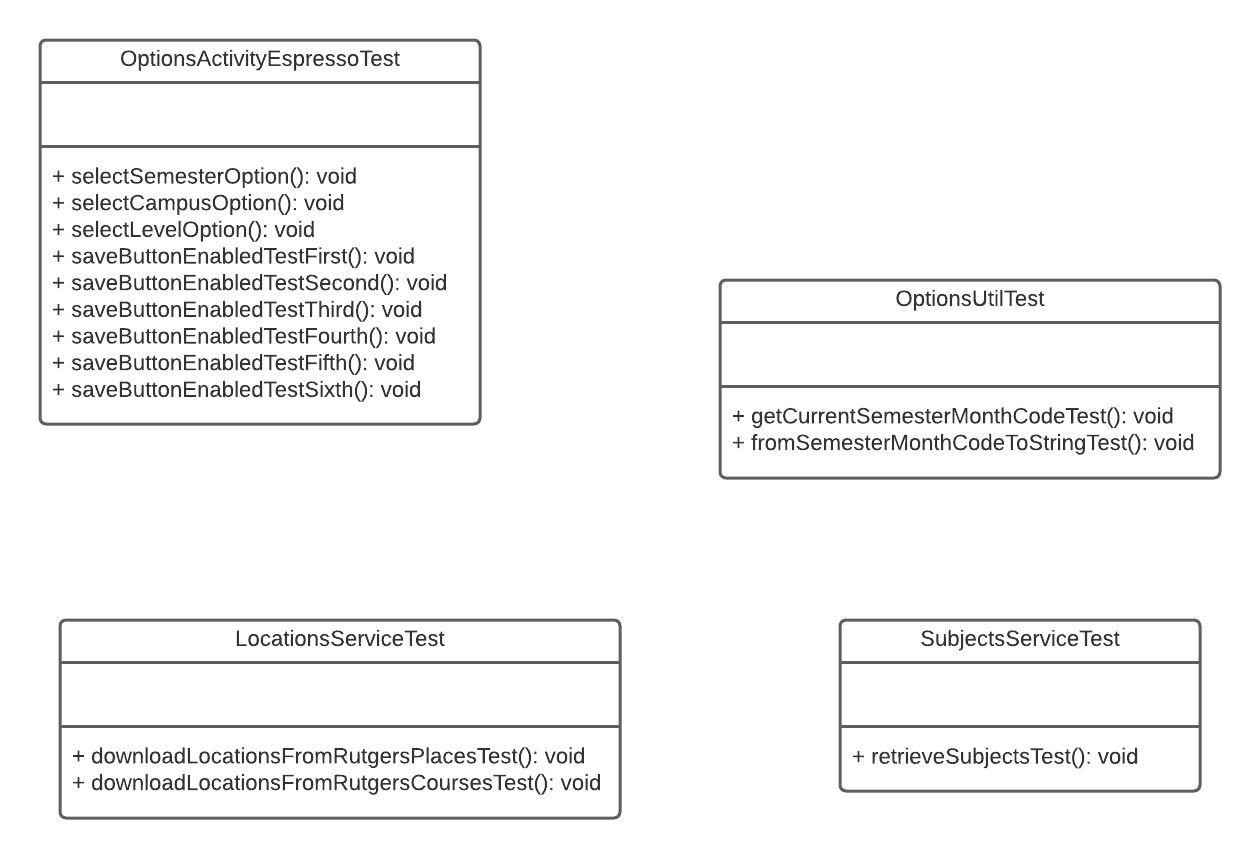 OptionsActivityEspressoTest
+ selectSemesterOption(): void
+ selectCampusOption(): void
+ selectLevelOption(): void
+ saveButtonEnabledTestFirst(): void
+ saveButtonEnabledTestSecond(): void
+ saveButtonEnabledTestThird(): void
+ saveButtonEnabledTestFourth(): void
+ saveButtonEnabledTestFifth(): void
+ saveButtonEnabledTestSixth(): void
OptionsUtilTest
+ getCurrentSemesterMonthCodeTest(): void
+ fromSemesterMonthCodeToStringTest(): void
LocationsServiceTest
+ downloadLocationsFromRutgersPlacesTest(): void
+ downloadLocationsFromRutgersCoursesTest(): void
SubjectsServiceTest
+ retrieveSubjectsTest(): void